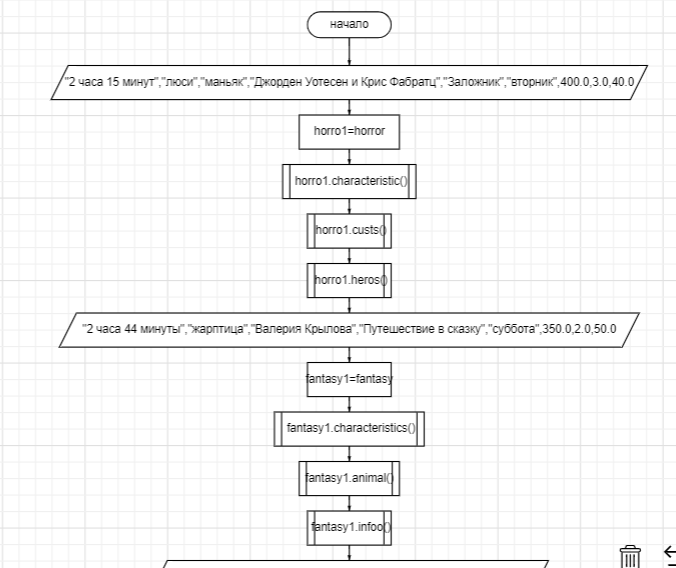 начало
"2 часа 15 минут","люси","маньяк","Джорден Уотесен и Крис Фабратц","Заложник","вторник",400.0,3.0,40.0
horro1=horror
horro1.characteristic()
horro1.custs()
horro1.heros()
"2 часа 44 минуты","жарптица","Валерия Крылова","Путешествие в сказку","суббота",350.0,2.0,50.0
fantasy1=fantasy
fantasy1.characteristics()
fantasy1.animal()
fantasy1.infoo()